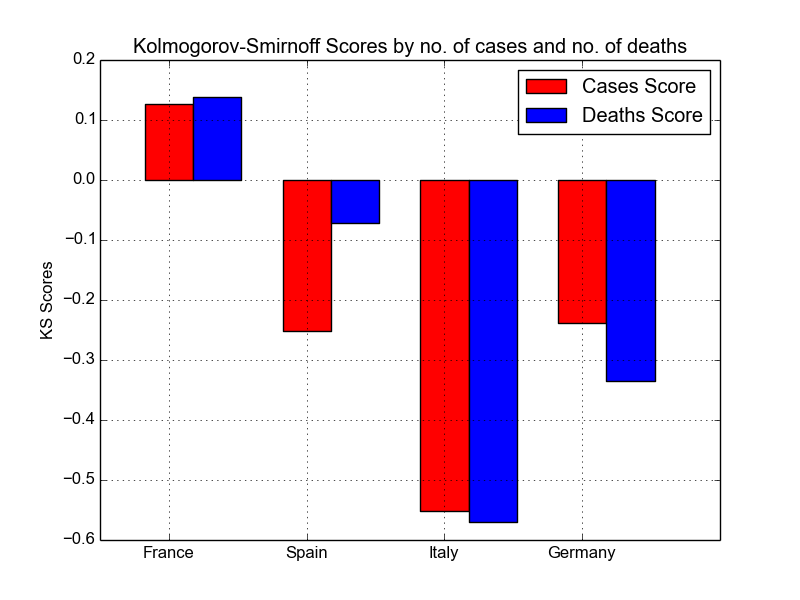 Kolmogorov-Smirnoff Scores by no. of cases and no. of deaths
Cases Score
Deaths Score
KS Scores
0.2
0.1
0.0
−0.1
−0.2
−0.3
−0.4
−0.5
−0.6
France
Spain
Italy
Germany